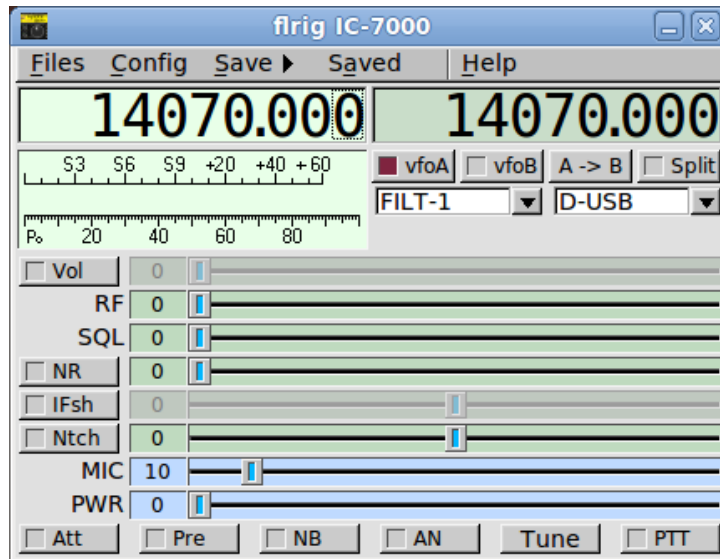 flrig IC-7000
Files Config Save Saved Help
14070.000 14070.000
S3 S6 S9 +20 +40 +60
vfoA vfoB A -> B Split
FILT-1 D-USB
Po 20 40 60 80
Vol 0
RF 0
SQL 0
NR 0
IFsh 0
Ntch 0
MIC 10
PWR 0
Att Pre NB AN Tune PTT